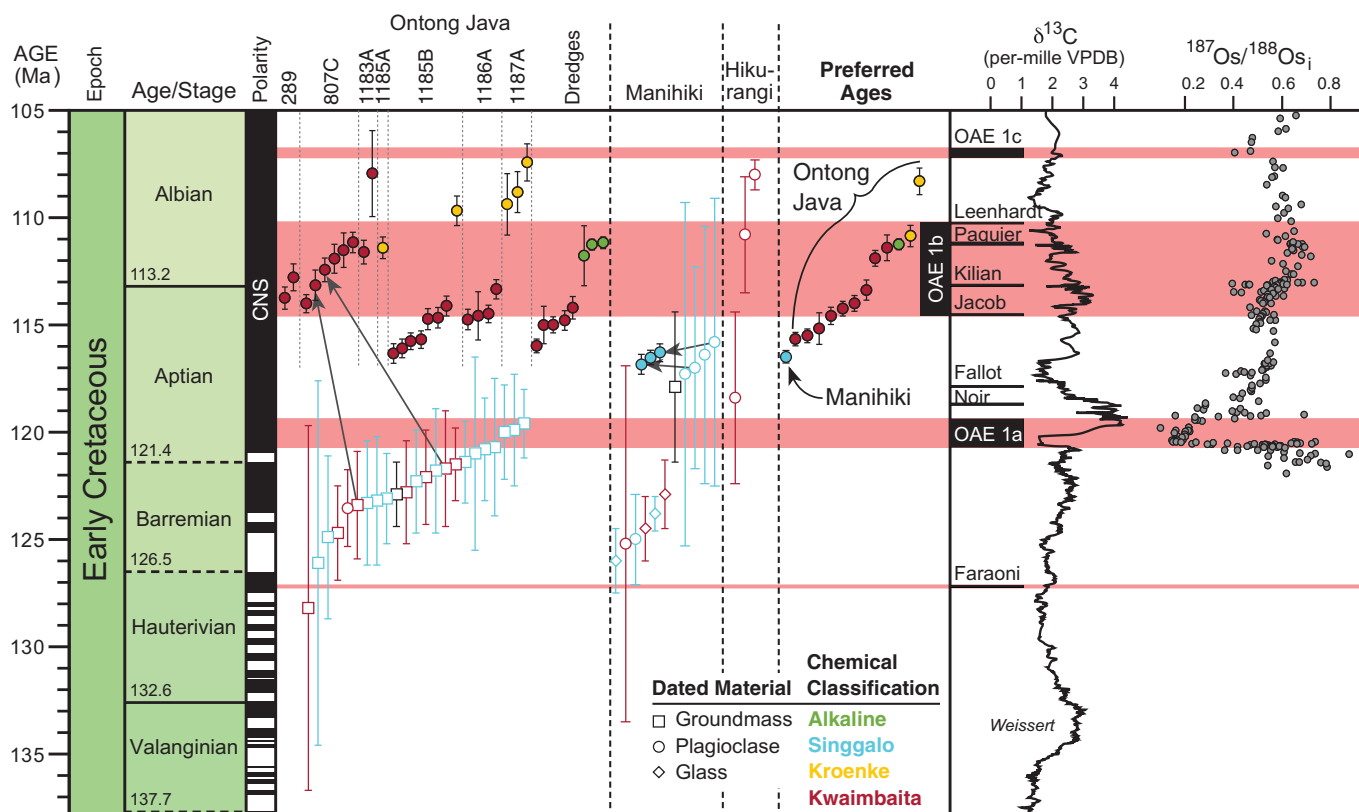 Ontong Java
AGE
(Ma)
Epoch
Age/Stage
Polarity
289
807C
1183A
1185A
1185B
1186A
1187A
Dredges
Manihiki
Hiku-
rangi
Preferred
Ages
δ13C
(per-mille VPDB)
0 1 2 3 4
187Os/188Osi
0.2 0.4 0.6 0.8
105
110
115
120
125
130
135
Early Cretaceous
Albian
113.2
Aptian
121.4
Barremian
126.5
Hauterivian
132.6
Valanginian
137.7
CNS
Ontong
Java
Manihiki
OAE 1c
Leenhardt
Paquier
OAE 1b
Kilian
Jacob
Fallot
Noir
OAE 1a
Faraoni
Weissert
Dated Material
Groundmass
Plagioclase
Glass
Chemical
Classification
Alkaline
Singgalo
Kroenke
Kwaimbaita